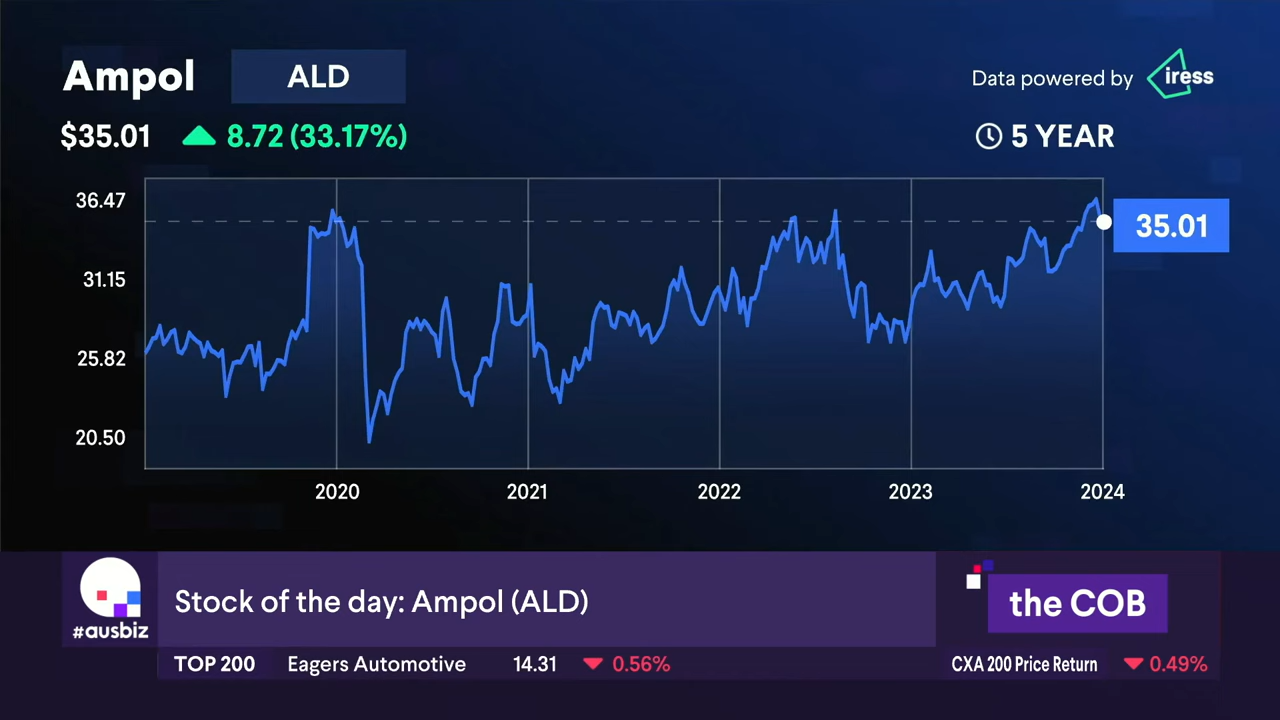 Ampol ALD
Data powered by iress
$35.01 ▲ 8.72 (33.17%)
5 YEAR
36.47
31.15
25.82
20.50
35.01
2020 2021 2022 2023 2024
#ausbiz
Stock of the day: Ampol (ALD)
the COB
TOP 200 Eagers Automotive 14.31 ▼ 0.56%
CXA 200 Price Return ▼ 0.49%